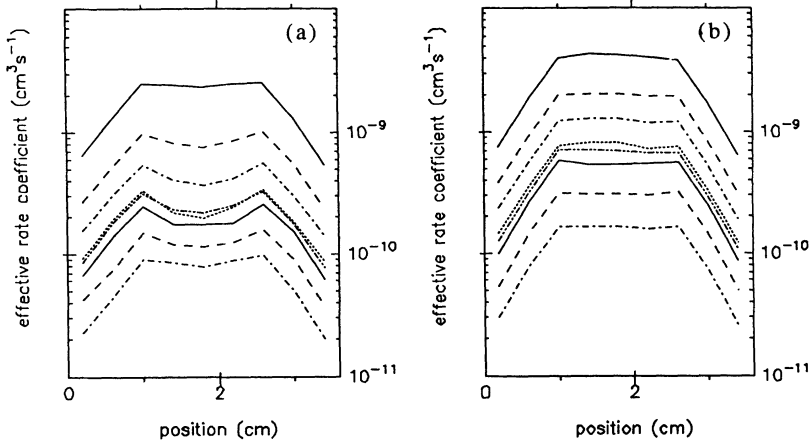 (a)
effective rate coefficient (cm³s⁻¹)
10⁻⁹
10⁻¹⁰
10⁻¹¹
0
2
position (cm)
(b)
effective rate coefficient (cm³s⁻¹)
10⁻⁹
10⁻¹⁰
10⁻¹¹
0
2
position (cm)